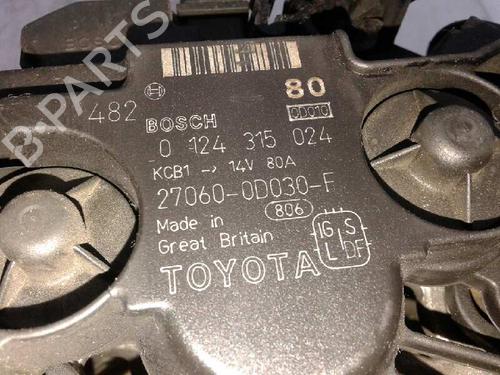 80
482
0D010
BOSCH
0 124 315 024
KCB1 → 14V 80A
27060-0D030-F
Made in 806
Great Britain
IG S
L DF
TOYOTA
B-PARTS